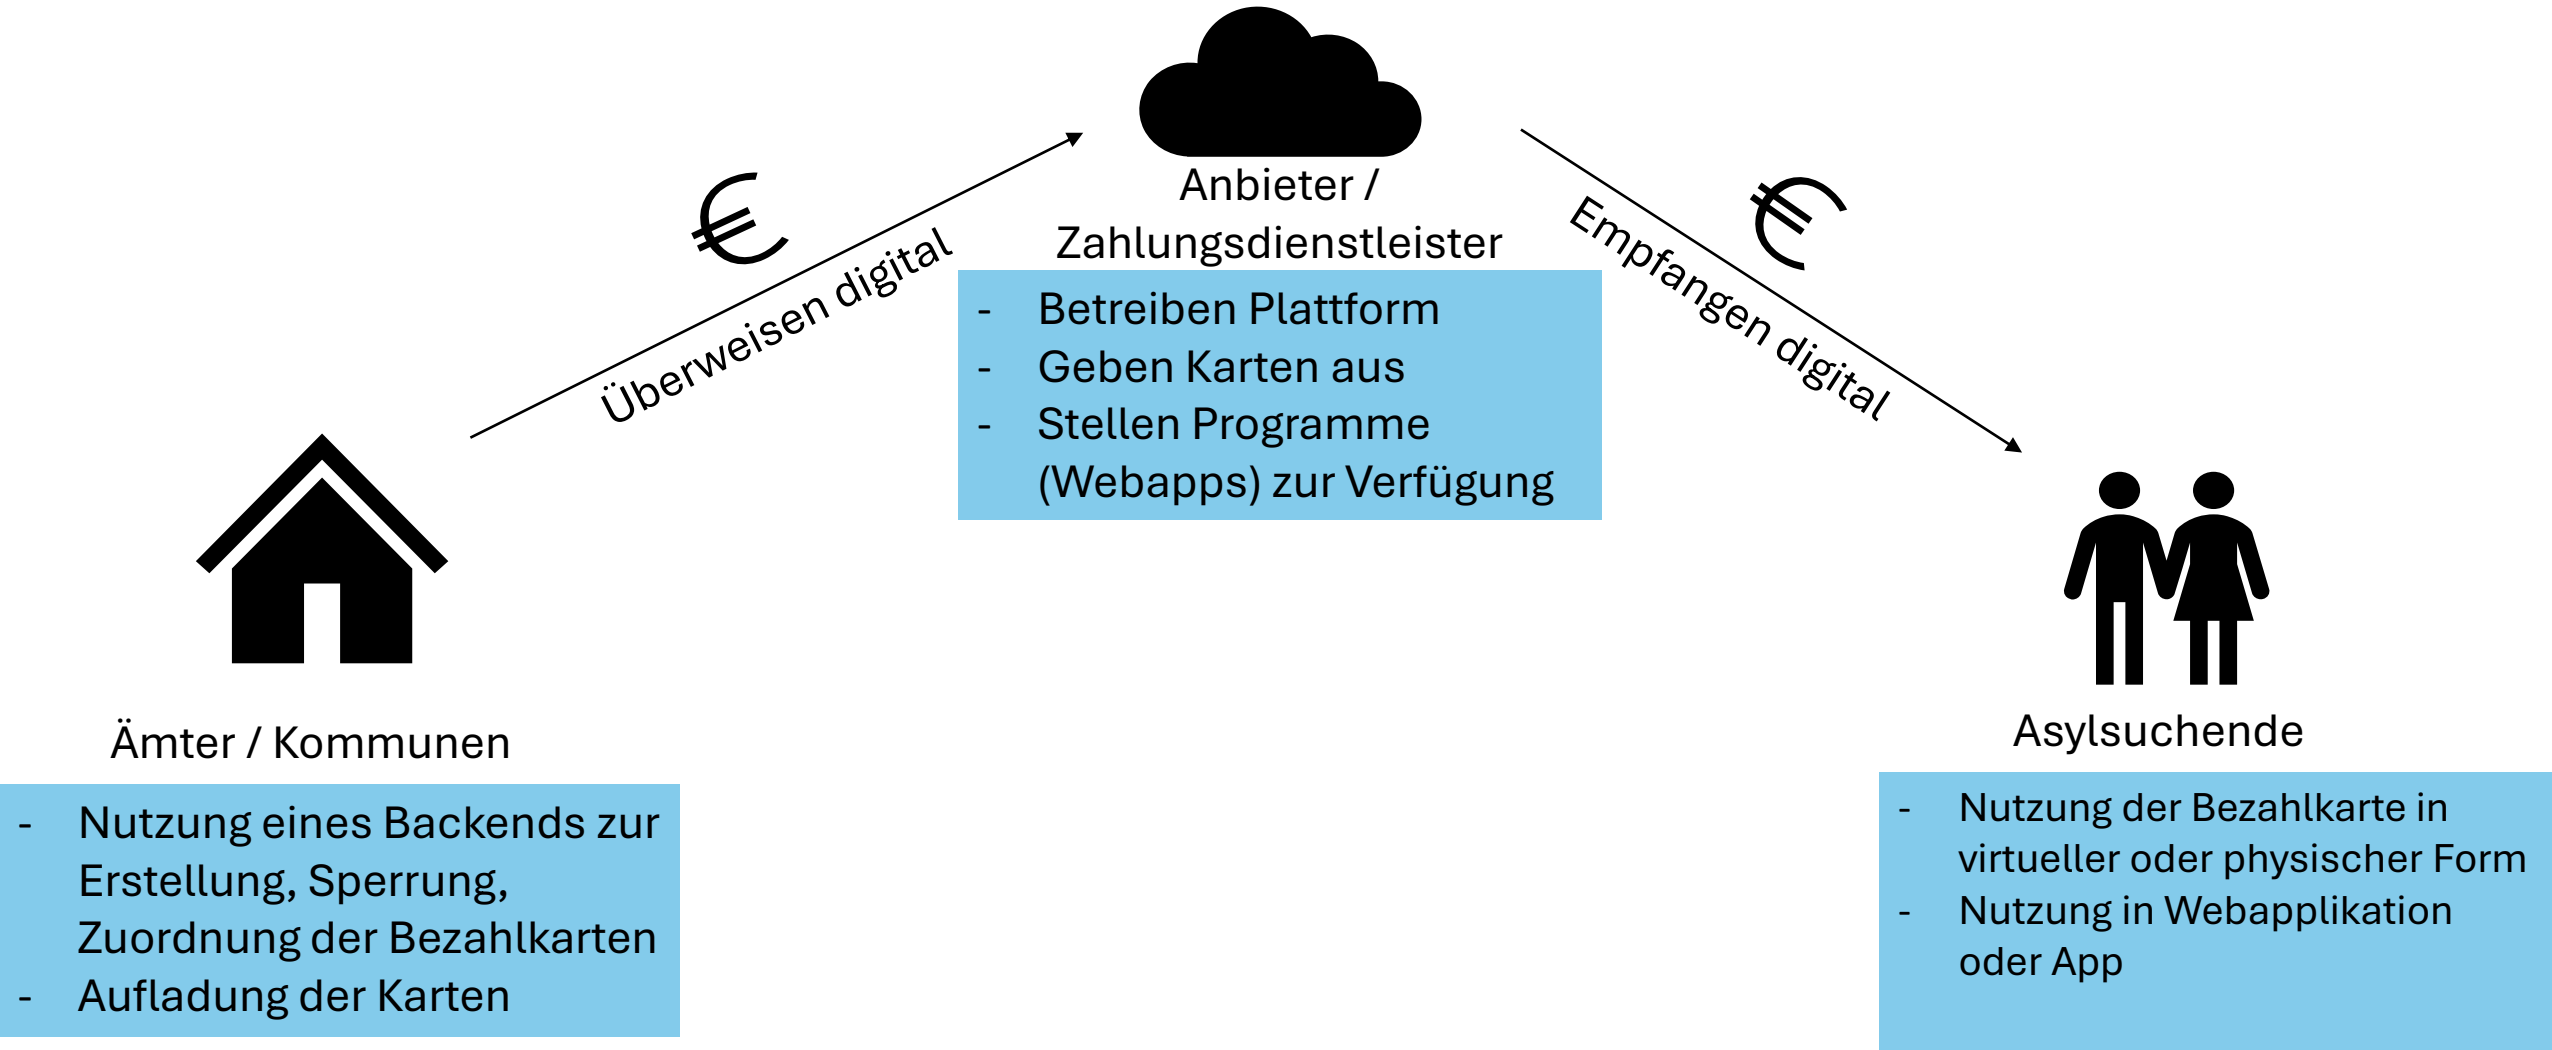 €
Überweisen digital
Anbieter /
Zahlungsdienstleister
- Betreiben Plattform
- Geben Karten aus
- Stellen Programme
(Webapps) zur Verfügung
€
Empfangen digital
Ämter / Kommunen
- Nutzung eines Backends zur
Erstellung, Sperrung,
Zuordnung der Bezahlkarten
- Aufladung der Karten
Asylsuchende
- Nutzung der Bezahlkarte in
virtueller oder physischer Form
- Nutzung in Webapplikation
oder App